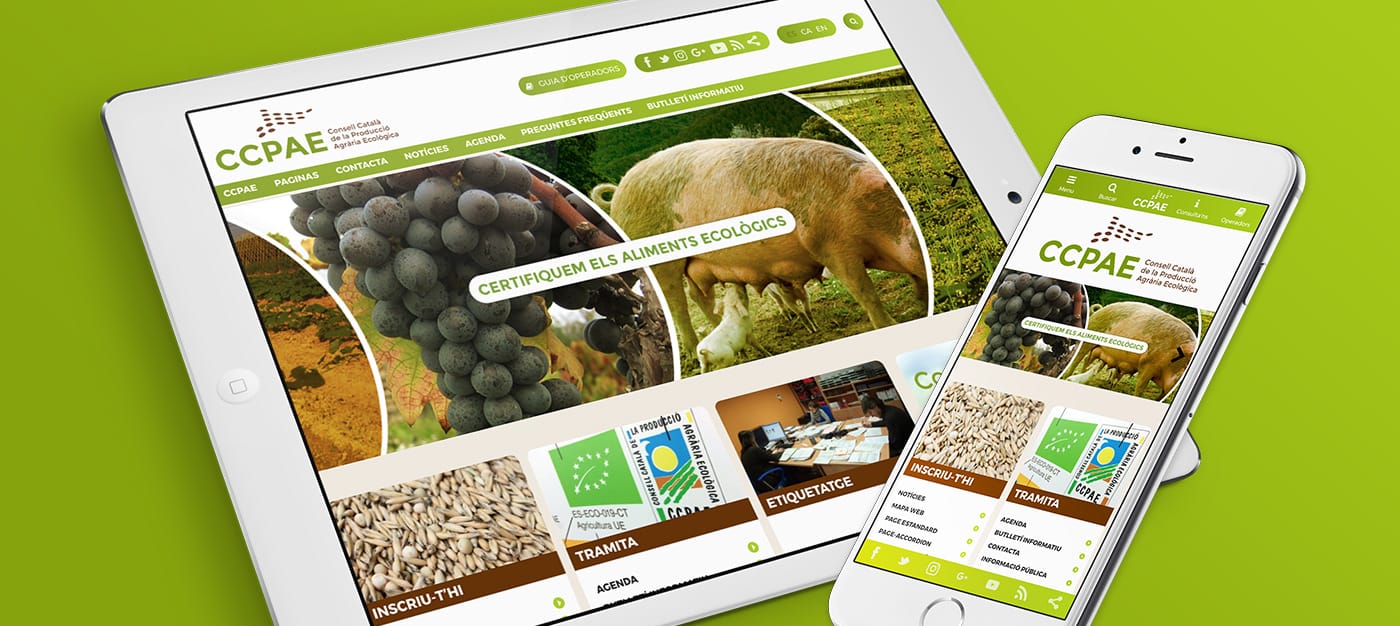 GUIA D'OPERADORS
ES CA EN
CCPAE
Consell Català
de la Producció
Agrària Ecològica
CCPAE PAGINAS CONTACTA NOTÍCIES AGENDA PREGUNTES FREQÜENTS BUTLLETÍ INFORMATIU
CERTIFIQUEM ELS ALIMENTS ECOLÒGICS
INSCRIU-T'HI
CONSELL CATALÀ DE LA PRODUCCIÓ AGRÀRIA ECOLÒGICA
CCPAE
ES-ECO-019-CT
Agricultura UE
TRAMITA
AGENDA
BUTLLETÍ INFORMATIU
ETIQUETATGE
Menu
Buscar
CCPAE
Consulta'ns
Operadors
CCPAE
Consell Català
de la Producció
Agrària Ecològica
CERTIFIQUEM ELS ALIMENTS ECOLÒGICS
INSCRIU-T'HI
NOTÍCIES
MAPA WEB
PAGE ESTANDARD
PAGE-ACCORDION
ES-ECO-019-CT
Agricultura UE
CCPAE
TRAMITA
AGENDA
BUTLLETÍ INFORMATIU
CONTACTA
INFORMACIÓ PÚBLICA